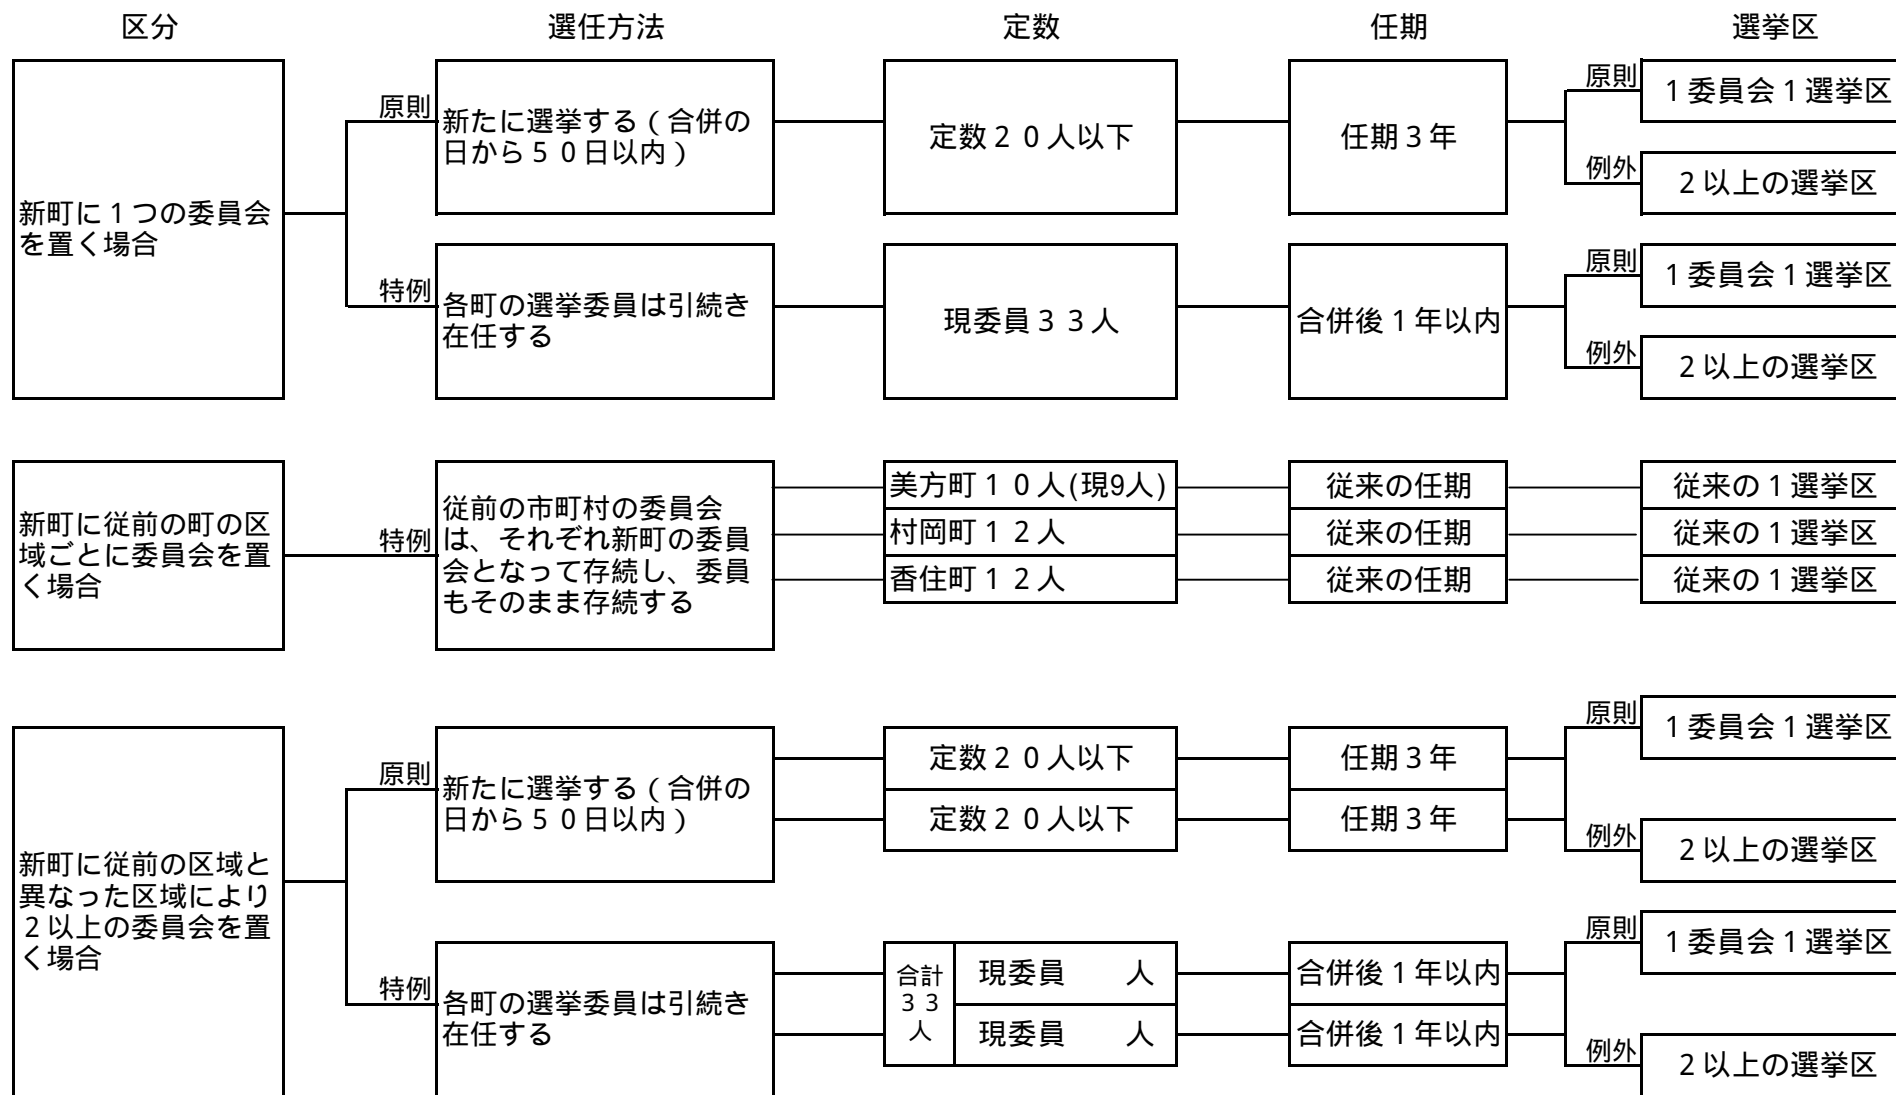 区分 選任方法 定数 任期 選挙区
新町に1つの委員会
を置く場合
原則
新たに選挙する(合併の
日から50日以内)
定数20人以下
任期3年
原則
1委員会1選挙区
例外
2以上の選挙区
特例
各町の選挙委員は引続き
在任する
現委員33人
合併後1年以内
原則
1委員会1選挙区
例外
2以上の選挙区
新町に従前の町の区
域ごとに委員会を置
く場合
特例
従前の市町村の委員会
は、それぞれ新町の委員
会となって存続し、委員
もそのまま存続する
美方町10人(現9人) 従来の任期 従来の1選挙区
村岡町12人 従来の任期 従来の1選挙区
香住町12人 従来の任期 従来の1選挙区
新町に従前の区域と
異なった区域により
2以上の委員会を置
く場合
原則
新たに選挙する(合併の
日から50日以内)
定数20人以下 任期3年
定数20人以下 任期3年
原則
1委員会1選挙区
例外
2以上の選挙区
特例
各町の選挙委員は引続き
在任する
合計
33
人
現委員 人 合併後1年以内
現委員 人 合併後1年以内
原則
1委員会1選挙区
例外
2以上の選挙区